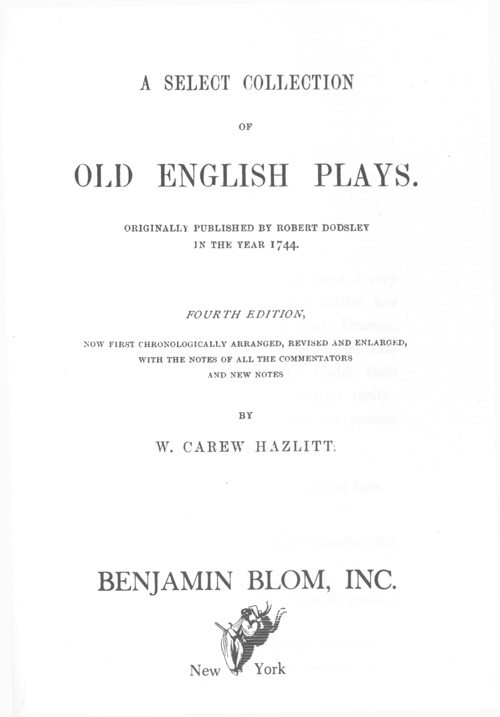 A SELECT COLLECTION
OF
OLD ENGLISH PLAYS.
ORIGINALLY PUBLISHED BY ROBERT DODSLEY
IN THE YEAR 1744.
FOURTH EDITION,
NOW FIRST CHRONOLOGICALLY ARRANGED, REVISED AND ENLARGED,
WITH THE NOTES OF ALL THE COMMENTATORS
AND NEW NOTES
BY
W. CAREW HAZLITT.
BENJAMIN BLOM, INC.
New York